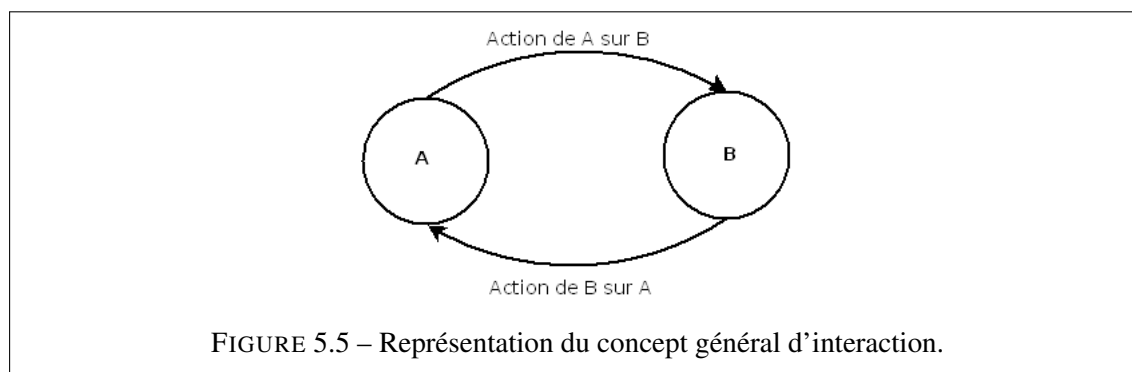 Action de A sur B
A
B
Action de B sur A
FIGURE 5.5 – Représentation du concept général d'interaction.